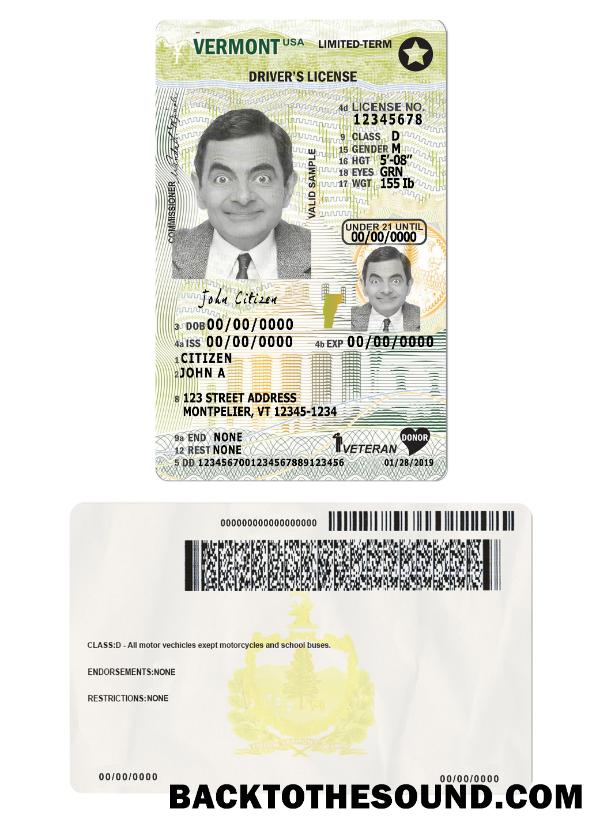 VERMONT USA LIMITED-TERM
DRIVER'S LICENSE
4d LICENSE NO.
12345678
9 CLASS D
15 GENDER M
16 HGT 5'-08"
18 EYES GRN
17 WGT 155 lb
COMMISSIONER
VALID SAMPLE
UNDER 21 UNTIL
00/00/0000
John Citizen
3 DOB 00/00/0000
4a ISS 00/00/0000 4b EXP 00/00/0000
1 CITIZEN
2 JOHN A
8 123 STREET ADDRESS
MONTPELIER, VT 12345-1234
9a END NONE
12 REST NONE
1 VETERAN
DONOR
5 DD 1234567001234567889123456 01/28/2019
000000000000000000
CLASS:D - All motor vechicles exept motorcycles and school buses.
ENDORSEMENTS:NONE
RESTRICTIONS:NONE
00/00/0000 00/00/0000
BACKTOTHESOUND.COM